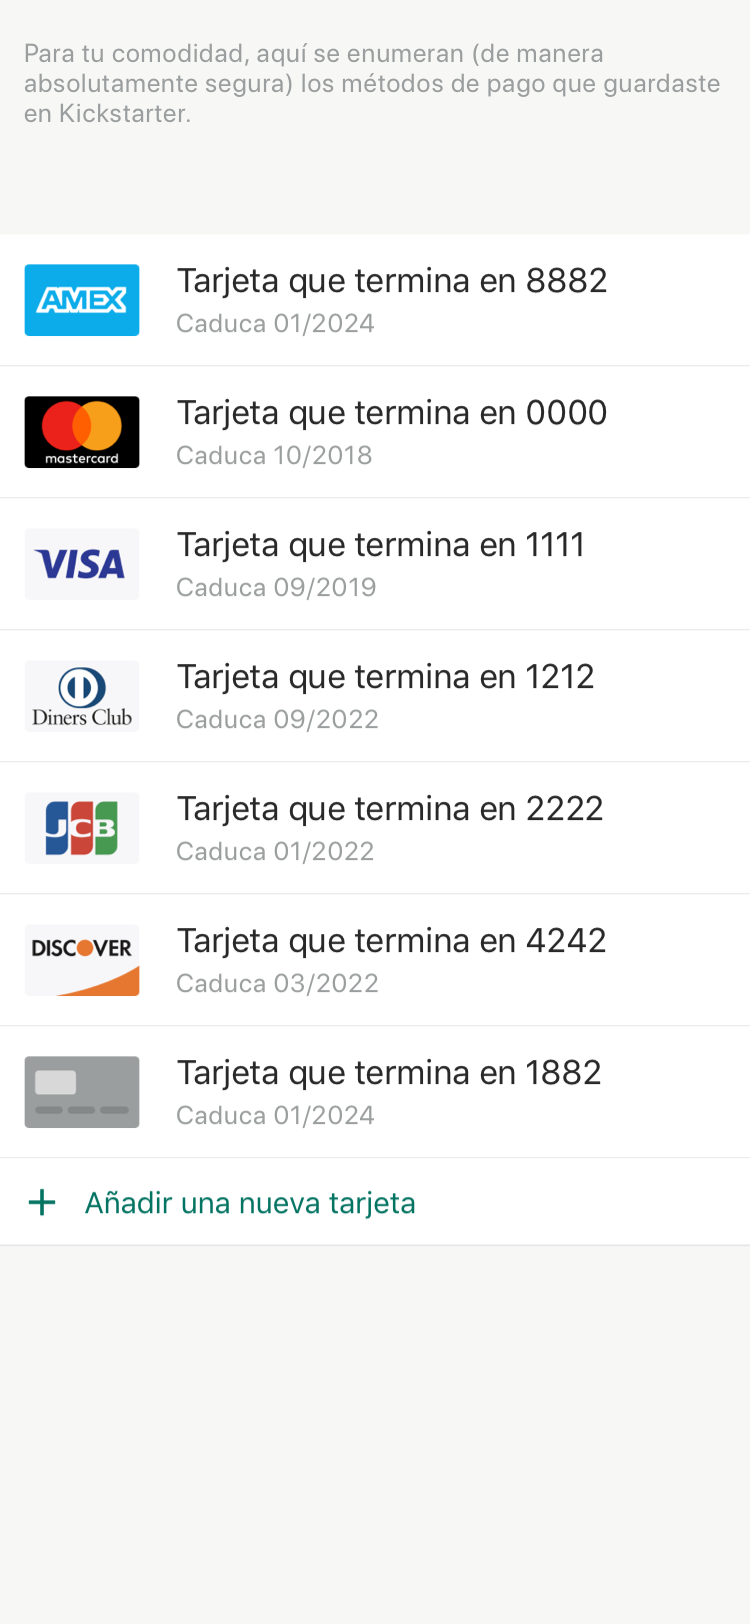 Para tu comodidad, aquí se enumeran (de manera
absolutamente segura) los métodos de pago que guardaste
en Kickstarter.
AMEX
Tarjeta que termina en 8882
Caduca 01/2024
mastercard
Tarjeta que termina en 0000
Caduca 10/2018
VISA
Tarjeta que termina en 1111
Caduca 09/2019
Diners Club
Tarjeta que termina en 1212
Caduca 09/2022
JCB
Tarjeta que termina en 2222
Caduca 01/2022
DISCOVER
Tarjeta que termina en 4242
Caduca 03/2022
Tarjeta que termina en 1882
Caduca 01/2024
+ Añadir una nueva tarjeta